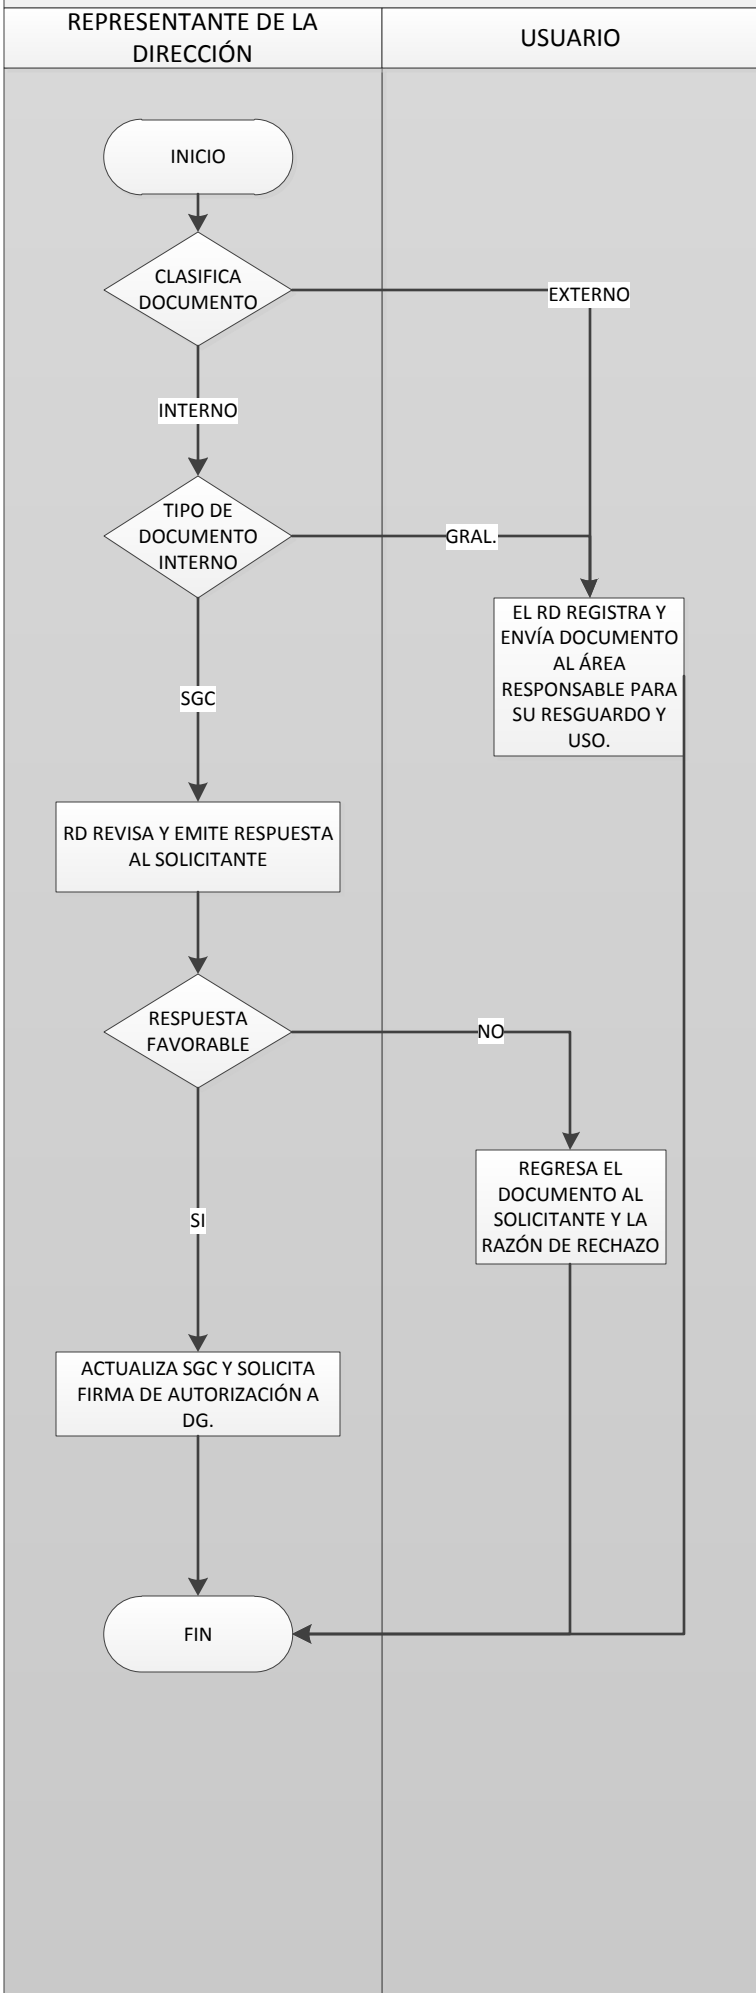 REPRESENTANTE DE LA
DIRECCIÓN
USUARIO
INICIO
CLASIFICA
DOCUMENTO
EXTERNO
INTERNO
TIPO DE
DOCUMENTO
INTERNO
GRAL.
EL RD REGISTRA Y
ENVÍA DOCUMENTO
AL ÁREA
RESPONSABLE PARA
SU RESGUARDO Y
USO.
SGC
RD REVISA Y EMITE RESPUESTA
AL SOLICITANTE
RESPUESTA
FAVORABLE
NO
REGRESA EL
DOCUMENTO AL
SOLICITANTE Y LA
RAZÓN DE RECHAZO
SI
ACTUALIZA SGC Y SOLICITA
FIRMA DE AUTORIZACIÓN A
DG.
FIN